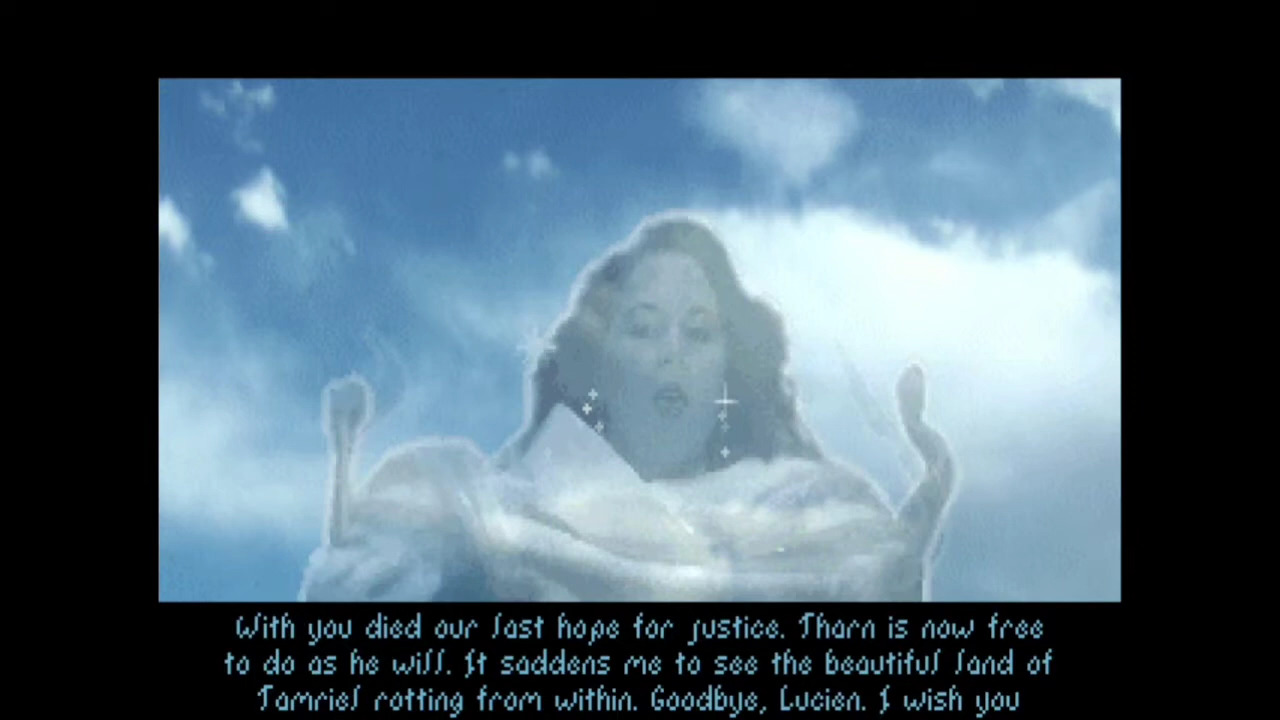 With you died our last hope for justice. Tharn is now free
to do as he will. It saddens me to see the beautiful land of
Tamriel rotting from within. Goodbye, Lucien. I wish you